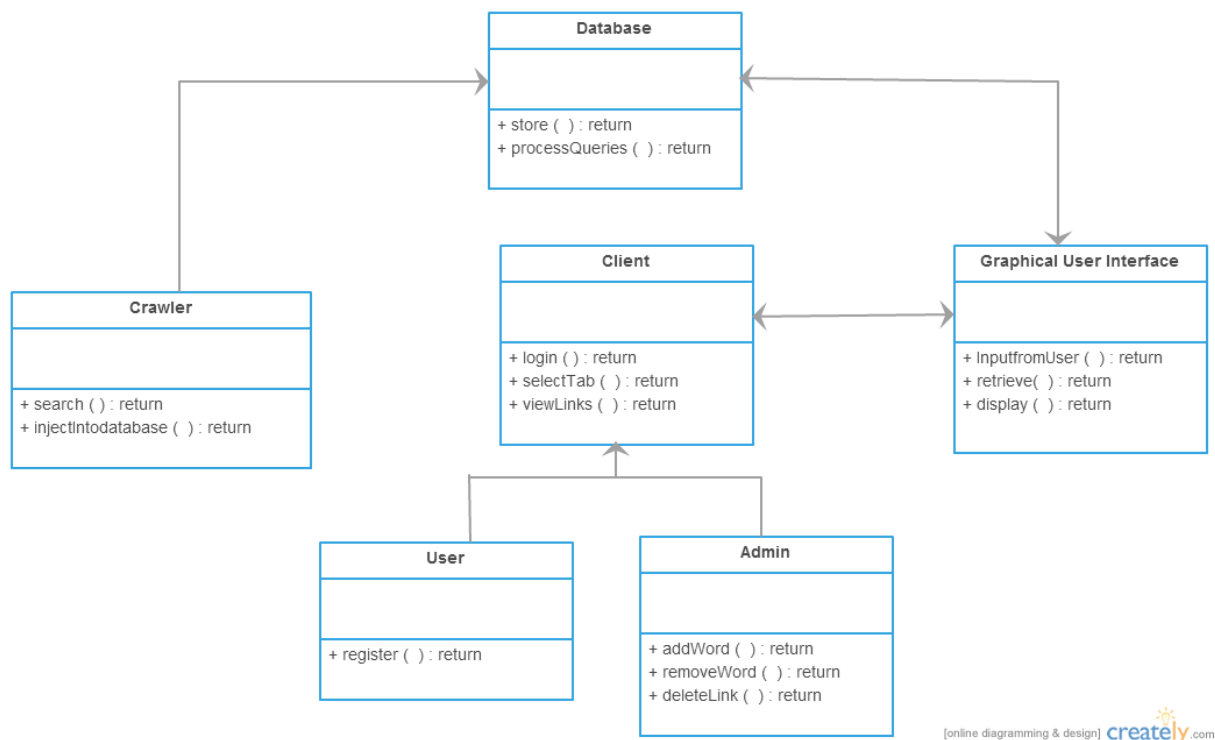 Database
+ store (  ) : return
+ processQueries (  ) : return
Client
+ login ( ) : return
+ selectTab (  ) : return
+ viewLinks (  ) : return
Graphical User Interface
+ InputfromUser (  ) : return
+ retrieve(  ) : return
+ display (  ) : return
Crawler
+ search ( ) : return
+ injectIntodatabase (  ) : return
User
+ register (  ) : return
Admin
+ addWord (  ) : return
+ removeWord (  ) : return
+ deleteLink (  ) : return
[online diagramming & design] creately.com